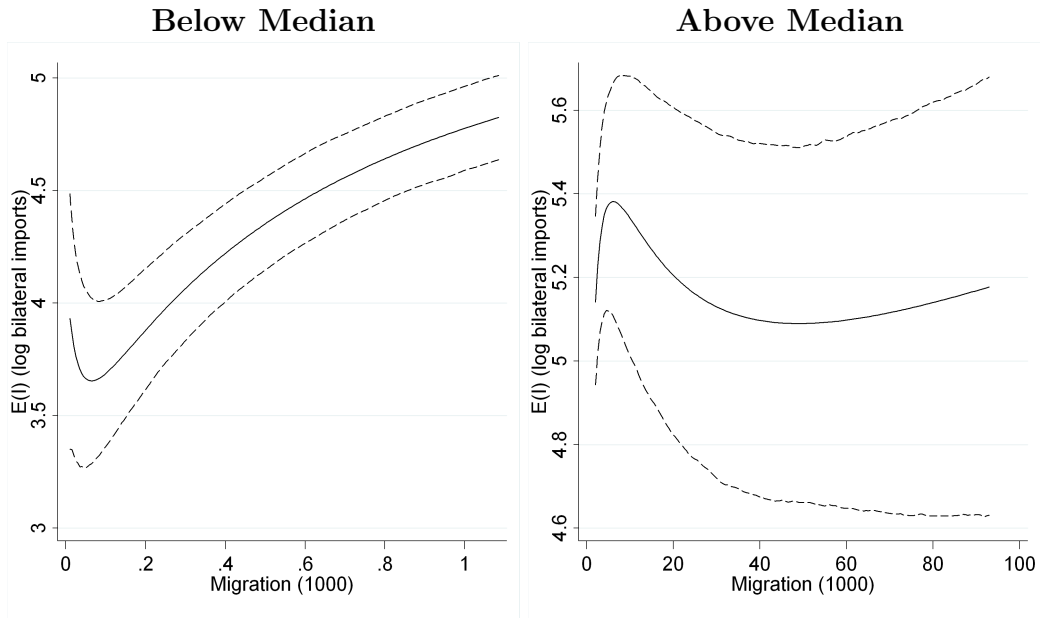 Below Median
E(I) (log bilateral imports)
5
4.5
4
3.5
3
0 .2 .4 .6 .8 1
Migration (1000)
Above Median
E(I) (log bilateral imports)
5.6
5.4
5.2
5
4.8
4.6
0 20 40 60 80 100
Migration (1000)